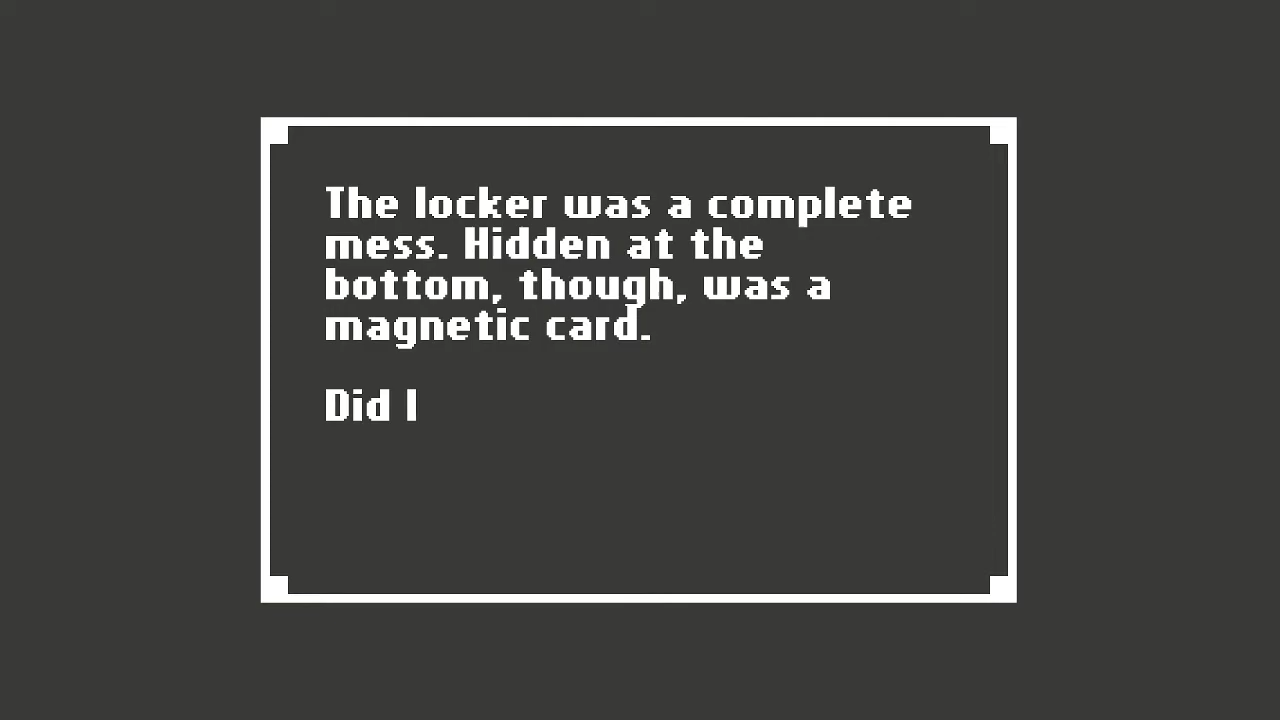 The locker was a complete
mess. Hidden at the
bottom, though, was a
magnetic card.
Did I